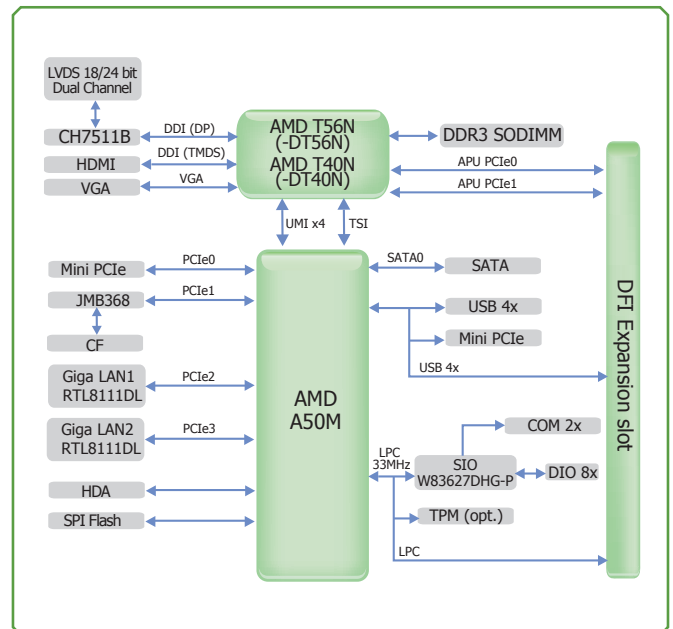 LVDS 18/24 bit
Dual Channel
CH7511B
DDI (DP)
HDMI
DDI (TMDS)
VGA
VGA
AMD T56N
(-DT56N)
AMD T40N
(-DT40N)
DDR3 SODIMM
APU PCIe0
APU PCIe1
UMI x4
TSI
Mini PCIe
PCIe0
JMB368
PCIe1
CF
Giga LAN1
RTL8111DL
PCIe2
Giga LAN2
RTL8111DL
PCIe3
HDA
SPI Flash
AMD
A50M
SATA0
SATA
USB 4x
Mini PCIe
USB 4x
COM 2x
LPC
33MHz
SIO
W83627DHG-P
DIO 8x
TPM (opt.)
LPC
DFI Expansion slot